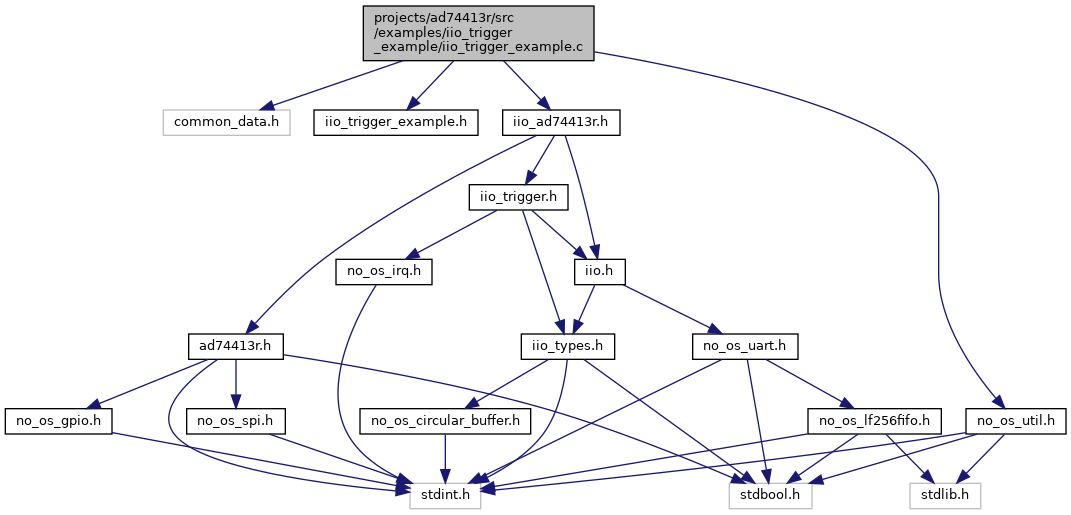 projects/ad74413r/src
/examples/iio_trigger
_example/iio_trigger_example.c
common_data.h
iio_trigger_example.h
iio_ad74413r.h
iio_trigger.h
no_os_irq.h
iio.h
ad74413r.h
iio_types.h
no_os_uart.h
no_os_gpio.h
no_os_spi.h
no_os_circular_buffer.h
no_os_lf256fifo.h
no_os_util.h
stdint.h
stdbool.h
stdlib.h